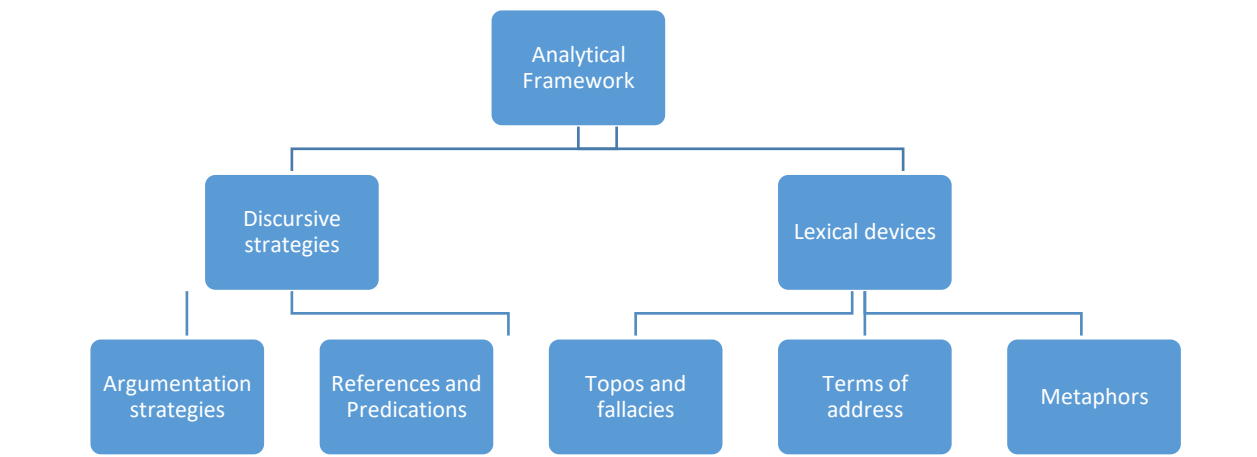 Analytical
Framework
Discursive
strategies
Lexical devices
Argumentation
strategies
References and
Predications
Topos and
fallacies
Terms of
address
Metaphors